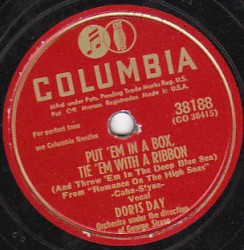 COLUMBIA
Mfrd. under Pats. Pending Trade Marks Reg. U.S.
Pat. Off. Marcas Registradas Made in U.S.A.
38188
(CO 38415)
For perfect tone
use Columbia Needles
PUT 'EM IN A BOX,
TIE 'EM WITH A RIBBON
(And Throw 'Em In The Deep Blue Sea)
From "Romance On The High Seas"
-Cahn-Styne-
Vocal
DORIS DAY
Orchestra under the direction
of George Siravo